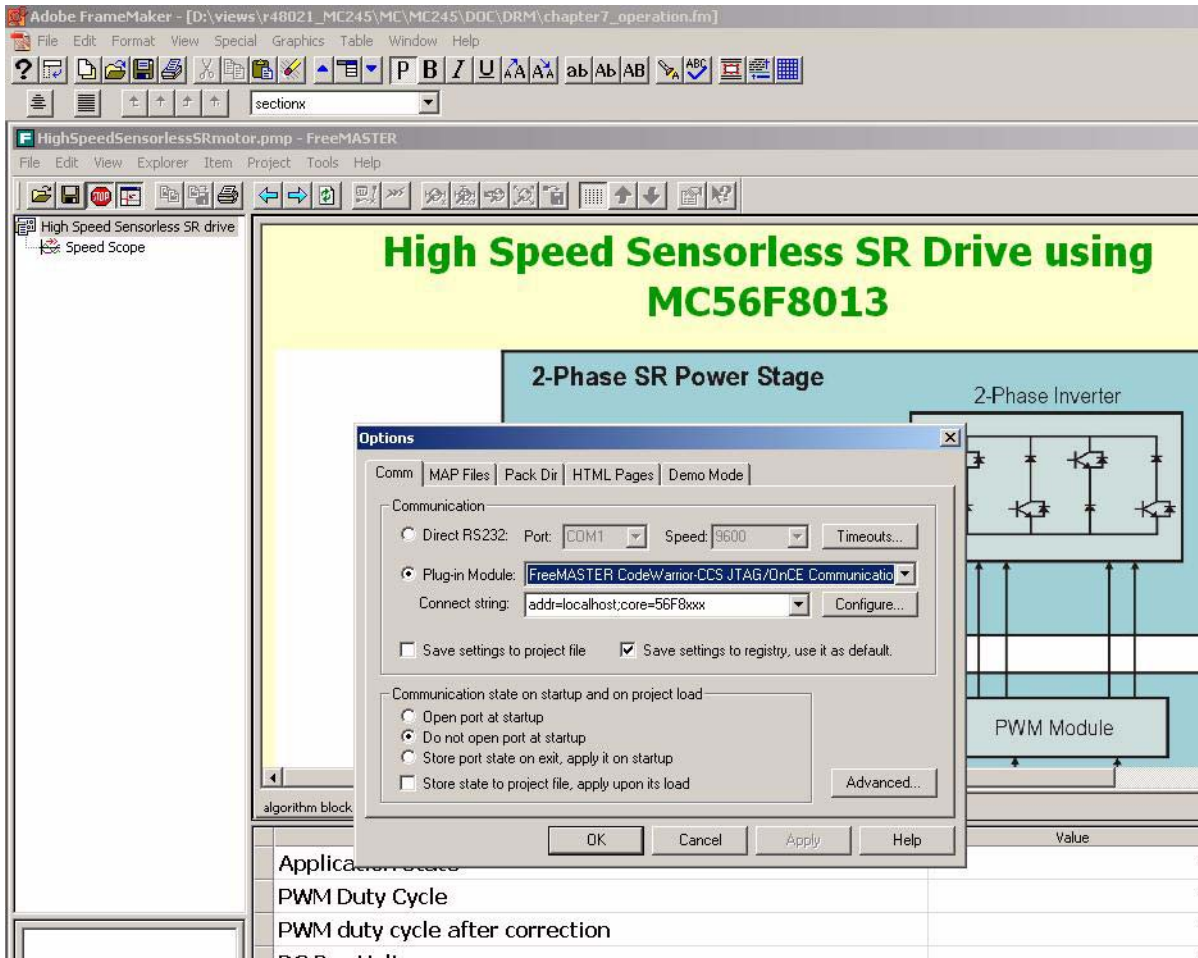 Adobe FrameMaker - [D:\views\r48021_MC245\MC\MC245\DOC\DRM\chapter7_operation.fm]
File Edit Format View Special Graphics Table Window Help
P B I U AA AA ab Ab AB ABC
sectionx
HighSpeedSensorlessSRmotor.pmp - FreeMASTER
File Edit View Explorer Item Project Tools Help
STOP
High Speed Sensorless SR drive
Speed Scope
High Speed Sensorless SR Drive using
MC56F8013
2-Phase SR Power Stage
2-Phase Inverter
Options
Comm MAP Files Pack Dir HTML Pages Demo Mode
Communication
Direct RS232: Port: COM1 Speed: 9600 Timeouts...
Plug-in Module: FreeMASTER CodeWarrior-CCS JTAG/OnCE Communicatio
Connect string: addr=localhost;core=56F8xxx Configure...
Save settings to project file Save settings to registry, use it as default.
Communication state on startup and on project load
Open port at startup
Do not open port at startup
Store port state on exit, apply it on startup
Store state to project file, apply upon its load Advanced...
OK Cancel Apply Help
PWM Module
algorithm block
Value
PWM Duty Cycle
PWM duty cycle after correction